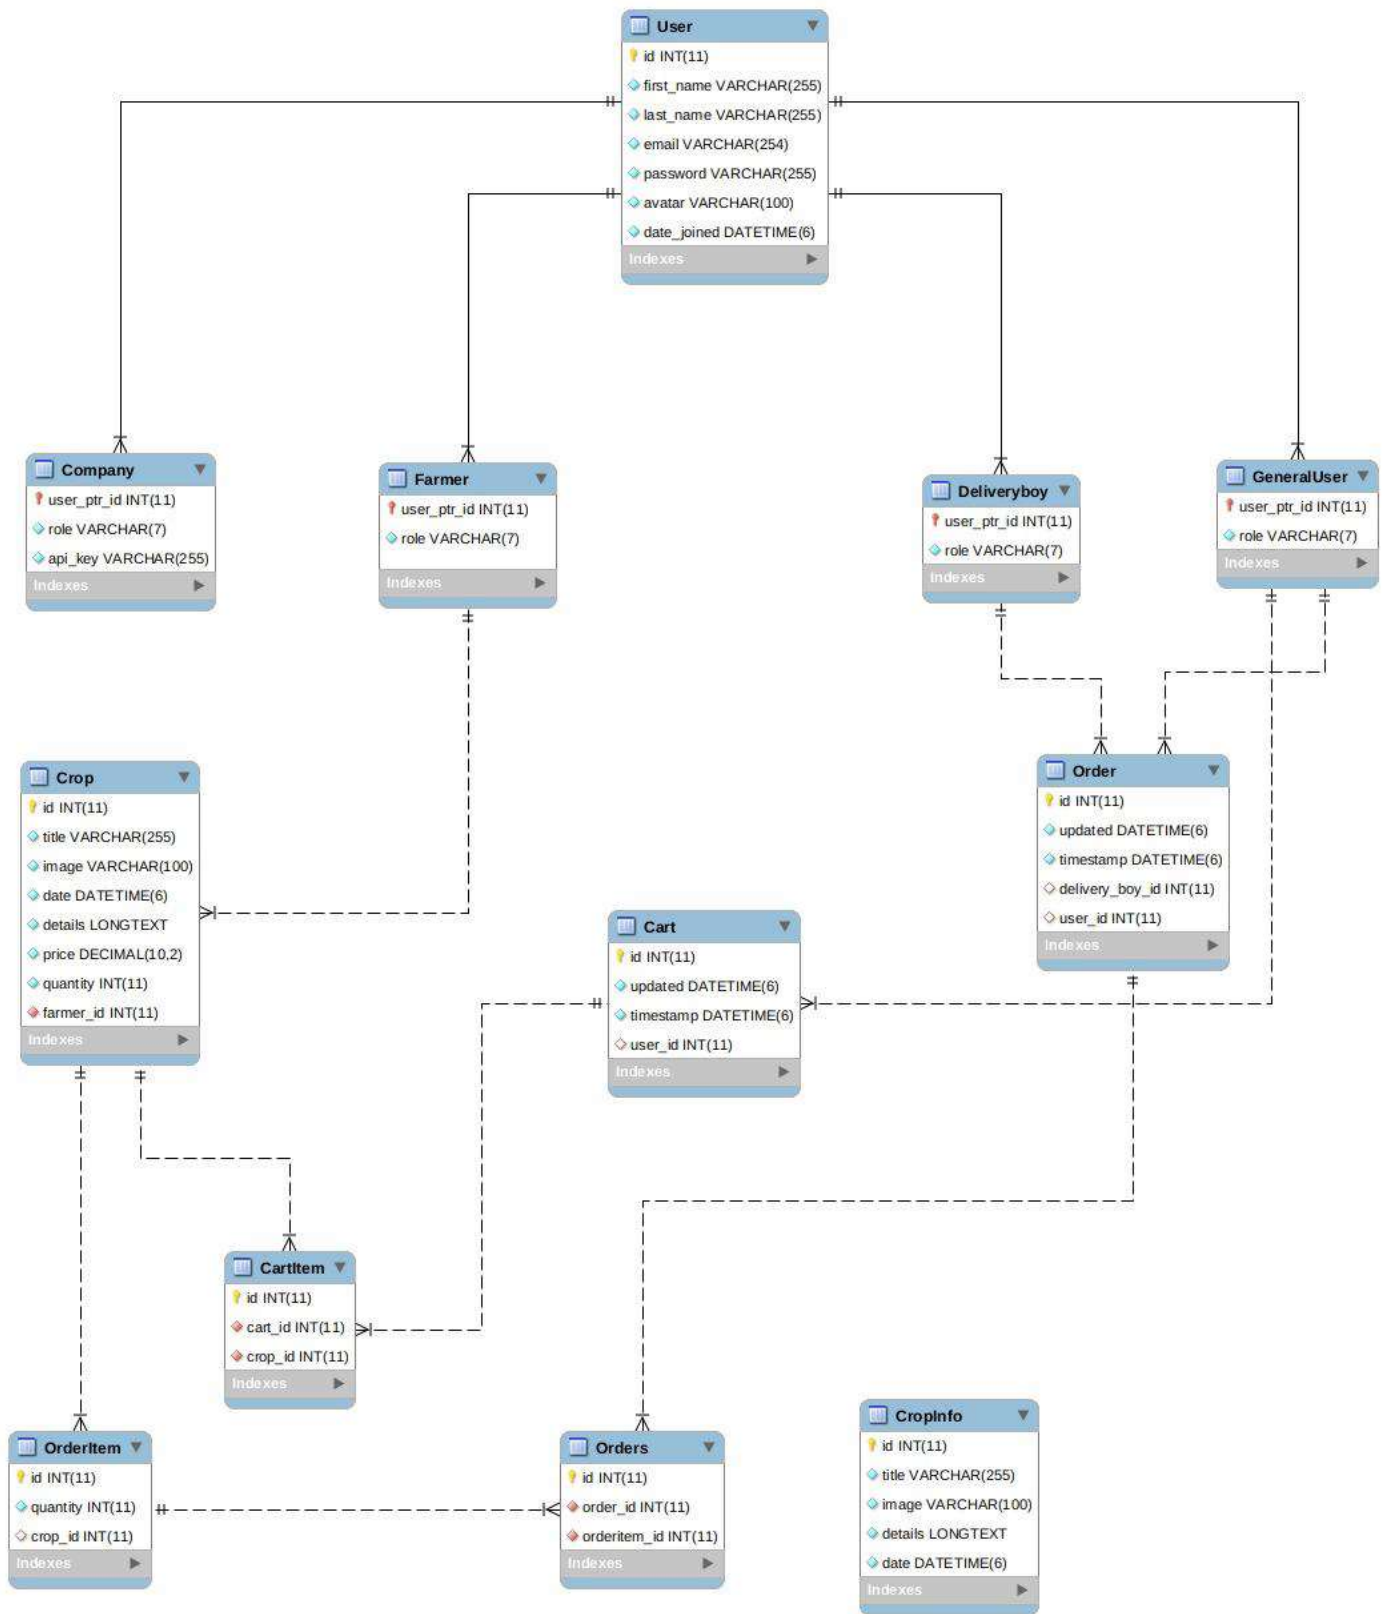 User
id INT(11)
first_name VARCHAR(255)
last_name VARCHAR(255)
email VARCHAR(254)
password VARCHAR(255)
avatar VARCHAR(100)
date_joined DATETIME(6)
Indexes
Company
user_ptr_id INT(11)
role VARCHAR(7)
api_key VARCHAR(255)
Indexes
Farmer
user_ptr_id INT(11)
role VARCHAR(7)
Indexes
Deliveryboy
user_ptr_id INT(11)
role VARCHAR(7)
Indexes
GeneralUser
user_ptr_id INT(11)
role VARCHAR(7)
Indexes
Crop
id INT(11)
title VARCHAR(255)
image VARCHAR(100)
date DATETIME(6)
details LONGTEXT
price DECIMAL(10,2)
quantity INT(11)
farmer_id INT(11)
Indexes
Order
id INT(11)
updated DATETIME(6)
timestamp DATETIME(6)
delivery_boy_id INT(11)
user_id INT(11)
Indexes
Cart
id INT(11)
updated DATETIME(6)
timestamp DATETIME(6)
user_id INT(11)
Indexes
CartItem
id INT(11)
cart_id INT(11)
crop_id INT(11)
Indexes
OrderItem
id INT(11)
quantity INT(11)
crop_id INT(11)
Indexes
Orders
id INT(11)
order_id INT(11)
orderitem_id INT(11)
Indexes
CropInfo
id INT(11)
title VARCHAR(255)
image VARCHAR(100)
details LONGTEXT
date DATETIME(6)
Indexes